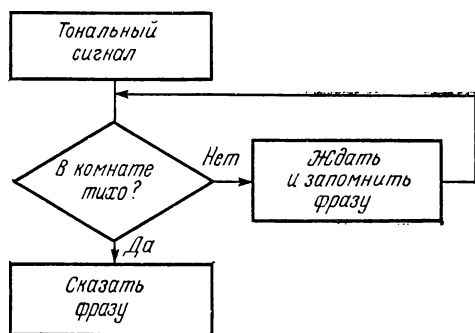 Тональный
сигнал
В комнате
тихо?
Нет
Ждать
и запомнить
фразу
Да
Сказать
фразу